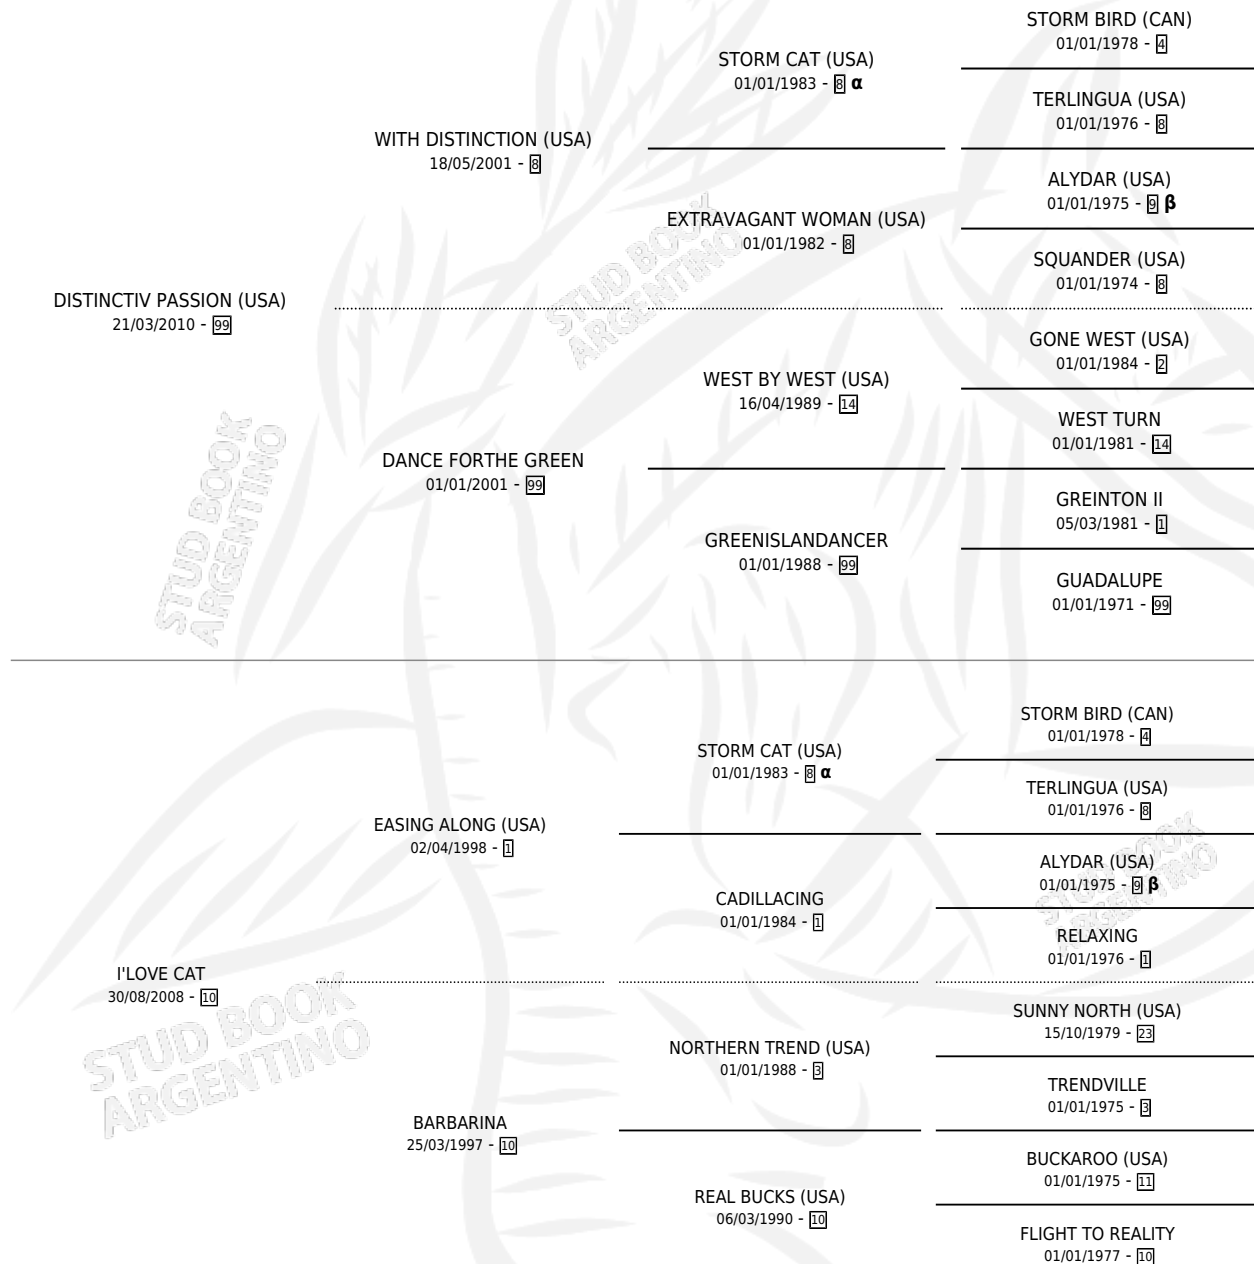 STORM BIRD (CAN)
01/01/1978 - 4
STORM CAT (USA)
01/01/1983 - 8 α
TERLINGUA (USA)
01/01/1976 - 8
WITH DISTINCTION (USA)
18/05/2001 - 8
ALYDAR (USA)
01/01/1975 - 9 β
EXTRAVAGANT WOMAN (USA)
01/01/1982 - 8
SQUANDER (USA)
01/01/1974 - 8
DISTINCTIV PASSION (USA)
21/03/2010 - 99
GONE WEST (USA)
01/01/1984 - 2
WEST BY WEST (USA)
16/04/1989 - 14
WEST TURN
01/01/1981 - 14
DANCE FORTHE GREEN
01/01/2001 - 99
GREINTON II
05/03/1981 - 1
GREENISLANDANCER
01/01/1988 - 99
GUADALUPE
01/01/1971 - 99
STORM BIRD (CAN)
01/01/1978 - 4
STORM CAT (USA)
01/01/1983 - 8 α
TERLINGUA (USA)
01/01/1976 - 8
EASING ALONG (USA)
02/04/1998 - 1
ALYDAR (USA)
01/01/1975 - 9 β
CADILLACING
01/01/1984 - 1
RELAXING
01/01/1976 - 1
I'LOVE CAT
30/08/2008 - 10
SUNNY NORTH (USA)
15/10/1979 - 23
NORTHERN TREND (USA)
01/01/1988 - 3
TRENDVILLE
01/01/1975 - 3
BARBARINA
25/03/1997 - 10
BUCKAROO (USA)
01/01/1975 - 11
REAL BUCKS (USA)
06/03/1990 - 10
FLIGHT TO REALITY
01/01/1977 - 10
STUD BOOK
ARGENTINO
STUD BOOK
ARGENTINO
STUD BOOK
ARGENTINO
STUD BOOK
ARGENTINO